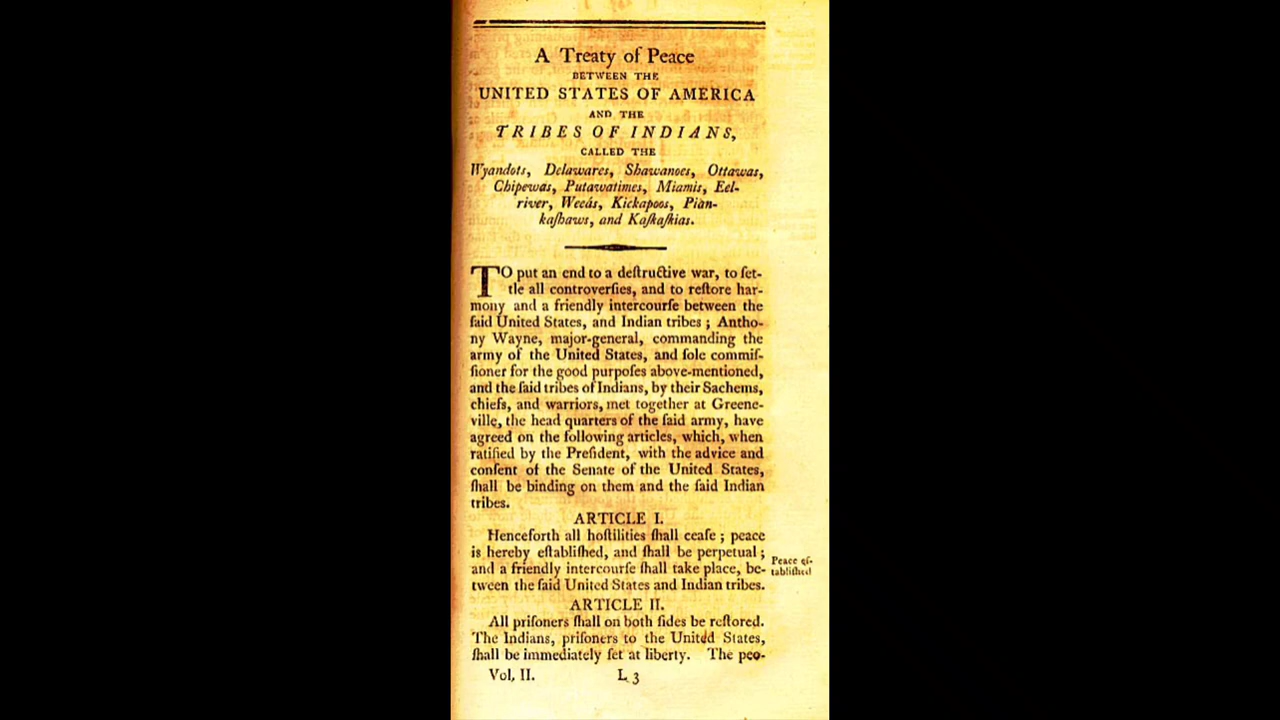 A Treaty of Peace
BETWEEN THE
UNITED STATES OF AMERICA
AND THE
TRIBES OF INDIANS,
CALLED THE
Wyandots, Delawares, Shawanoes, Ottawas,
Chipewas, Putawatimes, Miamis, Eel-
river, Weeás, Kickapoos, Pian-
kaſhaws, and Kaſkaſkias.
TO put an end to a deſtructive war, to ſet-
tle all controverſies, and to reſtore har-
mony and a friendly intercourſe between the
ſaid United States, and Indian tribes ; Antho-
ny Wayne, major-general, commanding the
army of the United States, and ſole commiſ-
ſioner for the good purpoſes above-mentioned,
and the ſaid tribes of Indians, by their Sachems,
chiefs, and warriors, met together at Greene-
ville, the head quarters of the ſaid army, have
agreed on the following articles, which, when
ratified by the Preſident, with the advice and
conſent of the Senate of the United States,
ſhall be binding on them and the ſaid Indian
tribes.
ARTICLE I.
Henceforth all hoſtilities ſhall ceaſe ; peace
is hereby eſtabliſhed, and ſhall be perpetual ;
and a friendly intercourſe ſhall take place, be-
tween the ſaid United States and Indian tribes.
Peace eſ-
tabliſhed
ARTICLE II.
All priſoners ſhall on both ſides be reſtored.
The Indians, priſoners to the United States,
ſhall be immediately ſet at liberty. The peo-
Vol. II. L 3